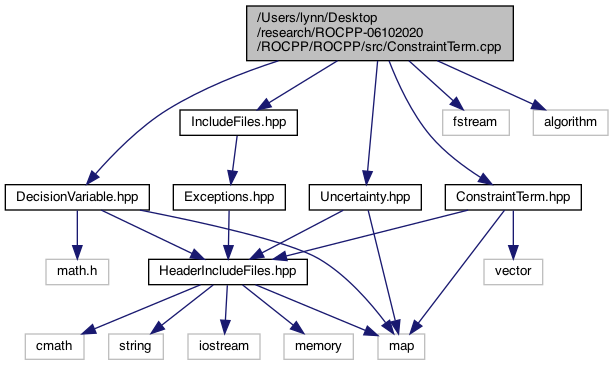 /Users/lynn/Desktop
/research/ROCPP-06102020
/ROCPP/ROCPP/src/ConstraintTerm.cpp
IncludeFiles.hpp
fstream
algorithm
DecisionVariable.hpp
Exceptions.hpp
Uncertainty.hpp
ConstraintTerm.hpp
math.h
HeaderIncludeFiles.hpp
vector
cmath
string
iostream
memory
map